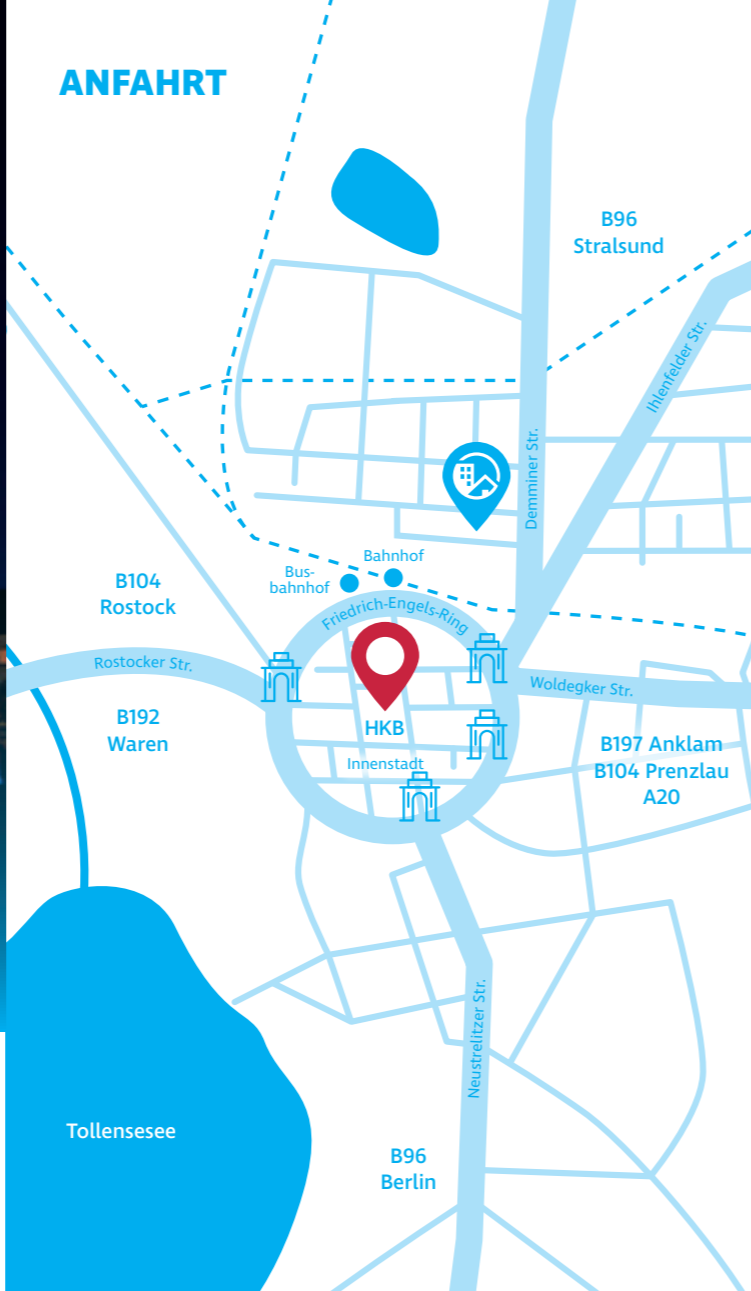 ANFAHRT
B96
Stralsund
Ihlenfelder Str.
Demminer Str.
Bahnhof
Bus-
bahnhof
Friedrich-Engels-Ring
B104
Rostock
Rostocker Str.
Woldegker Str.
B192
Waren
HKB
Innenstadt
B197 Anklam
B104 Prenzlau
A20
Neustrelitzer Str.
Tollensesee
B96
Berlin